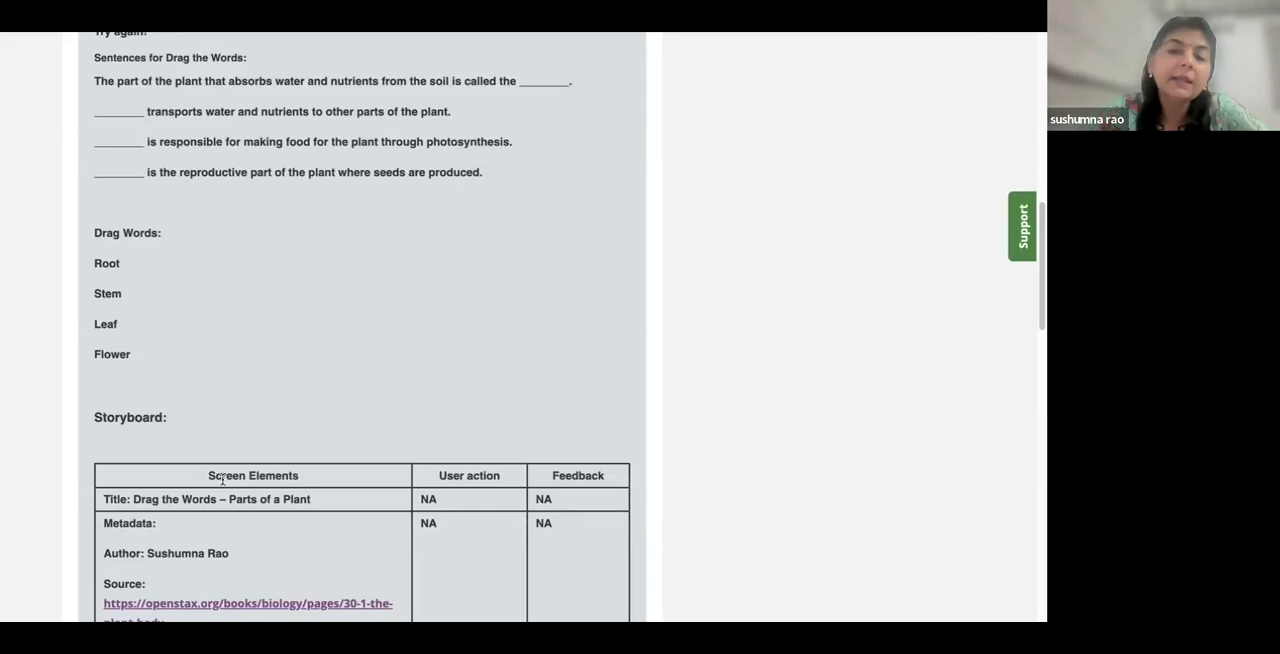 Try again!
Sentences for Drag the Words:
The part of the plant that absorbs water and nutrients from the soil is called the ________.
________ transports water and nutrients to other parts of the plant.
________ is responsible for making food for the plant through photosynthesis.
________ is the reproductive part of the plant where seeds are produced.
Drag Words:
Root
Stem
Leaf
Flower
Storyboard:
Screen Elements User action Feedback
Title: Drag the Words – Parts of a Plant NA NA
Metadata: NA NA
Author: Sushumna Rao
Source:
https://openstax.org/books/biology/pages/30-1-the-
plant-body
Support
sushumna rao